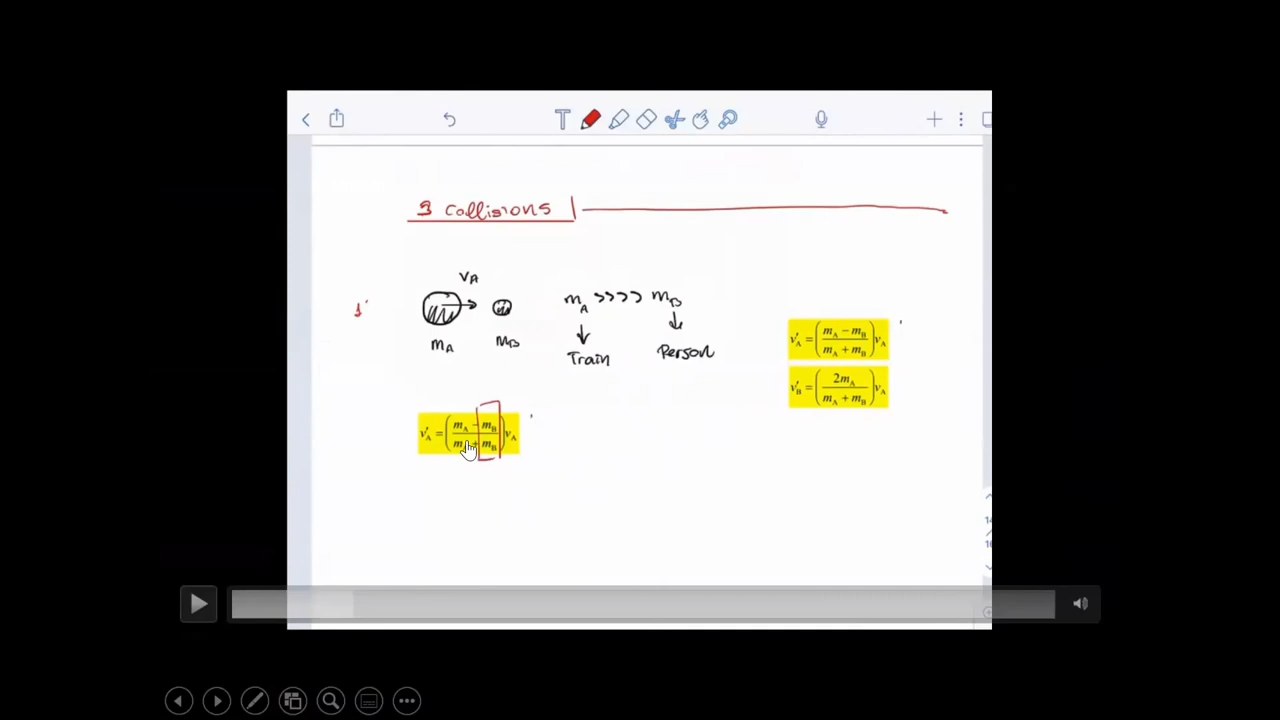 3 Collisions
vA
1
mA >>>> mB
mA
mB
Train
Person
v′A = ((mA − mB) / (mA + mB)) vA
v′B = (2mA / (mA + mB)) vA
v′A = ((mA − mB) / (mA + mB)) vA